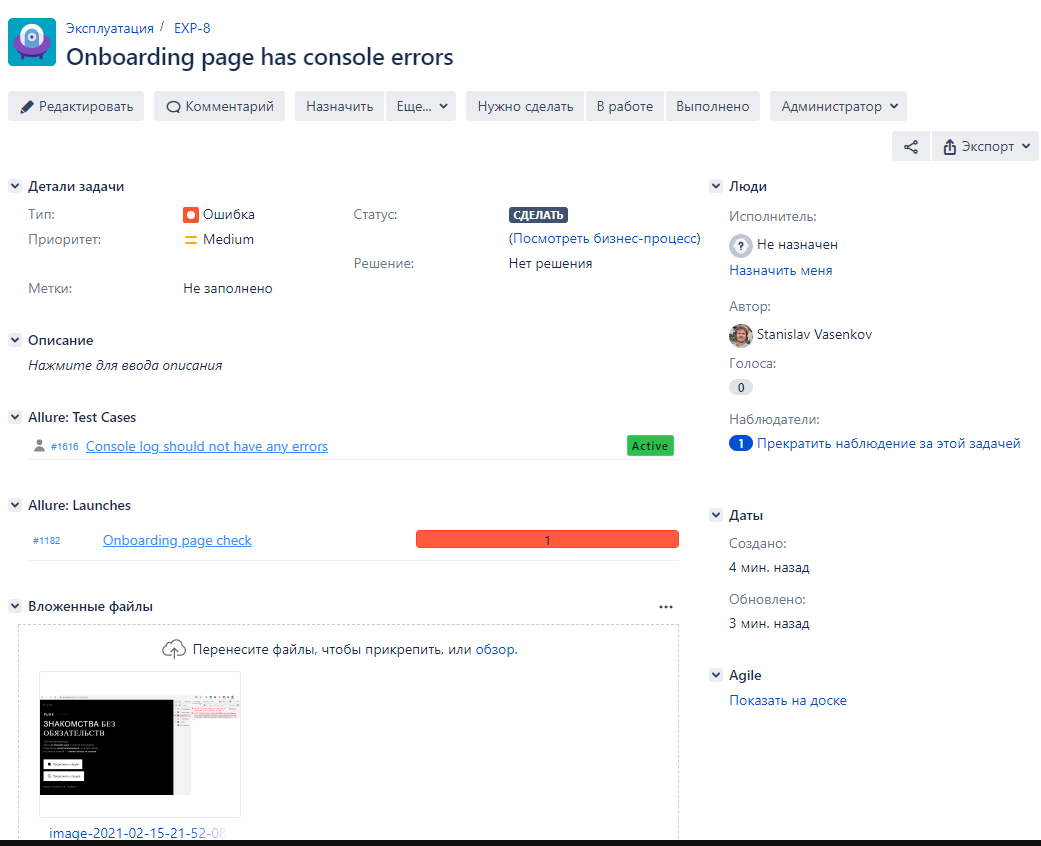 Эксплуатация / EXP-8
Onboarding page has console errors
Редактировать Комментарий Назначить Еще... Нужно сделать В работе Выполнено Администратор
Экспорт
Детали задачи
Тип: Ошибка Статус: СДЕЛАТЬ
Приоритет: Medium (Посмотреть бизнес-процесс)
Решение: Нет решения
Метки: Не заполнено
Описание
Нажмите для ввода описания
Allure: Test Cases
#1616 Console log should not have any errors Active
Allure: Launches
#1182 Onboarding page check 1
Вложенные файлы
Перенесите файлы, чтобы прикрепить, или обзор.
PURE
ЗНАКОМСТВА БЕЗ
ОБЯЗАТЕЛЬСТВ
image-2021-02-15-21-52-08
Люди
Исполнитель:
? Не назначен
Назначить меня
Автор:
Stanislav Vasenkov
Голоса:
0
Наблюдатели:
1 Прекратить наблюдение за этой задачей
Даты
Создано:
4 мин. назад
Обновлено:
3 мин. назад
Agile
Показать на доске